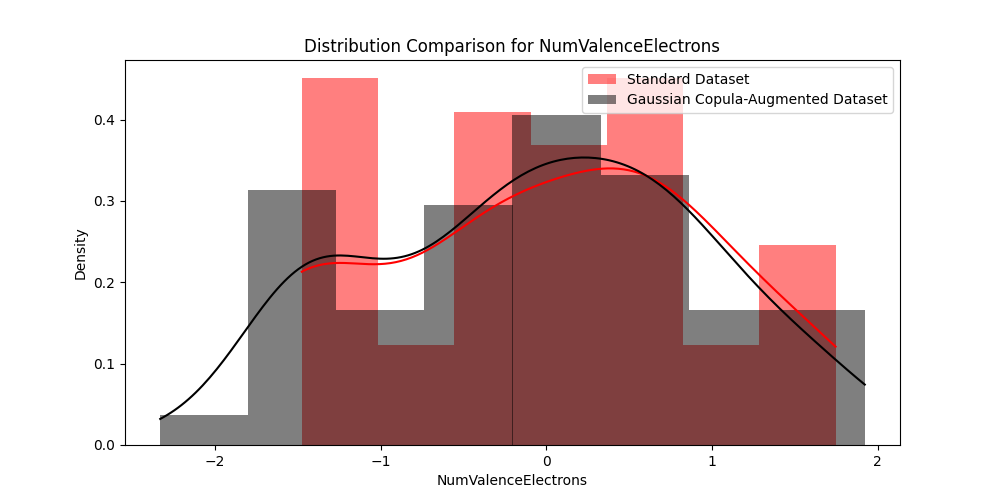 Distribution Comparison for NumValenceElectrons
Standard Dataset
Gaussian Copula-Augmented Dataset
0.4
0.3
0.2
0.1
0.0
Density
−2
−1
0
1
2
NumValenceElectrons